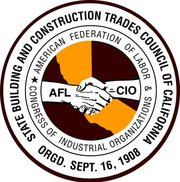 STATE BUILDING AND CONSTRUCTION TRADES COUNCIL OF CALIFORNIA
AMERICAN FEDERATION OF LABOR &
CONGRESS OF INDUSTRIAL ORGANIZATIONS
AFL CIO
ORGD. SEPT. 16, 1908